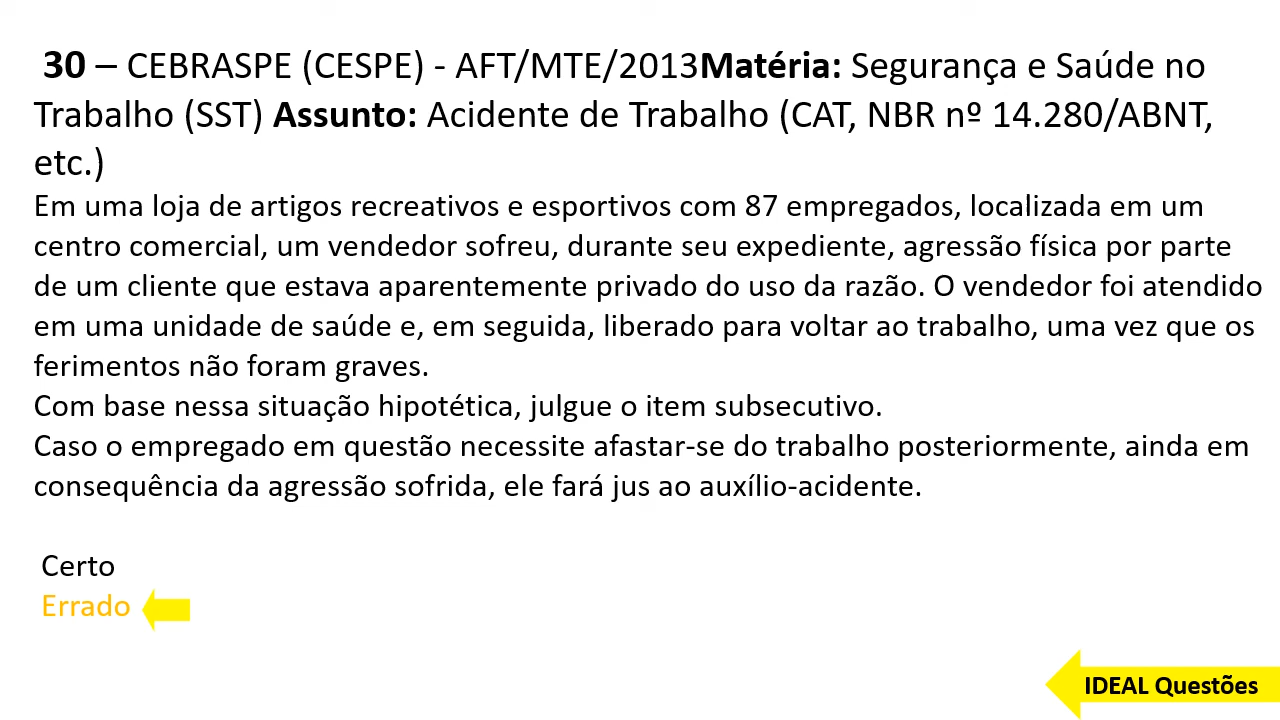 30 – CEBRASPE (CESPE) - AFT/MTE/2013Matéria: Segurança e Saúde no
Trabalho (SST) Assunto: Acidente de Trabalho (CAT, NBR nº 14.280/ABNT,
etc.)
Em uma loja de artigos recreativos e esportivos com 87 empregados, localizada em um
centro comercial, um vendedor sofreu, durante seu expediente, agressão física por parte
de um cliente que estava aparentemente privado do uso da razão. O vendedor foi atendido
em uma unidade de saúde e, em seguida, liberado para voltar ao trabalho, uma vez que os
ferimentos não foram graves.
Com base nessa situação hipotética, julgue o item subsecutivo.
Caso o empregado em questão necessite afastar-se do trabalho posteriormente, ainda em
consequência da agressão sofrida, ele fará jus ao auxílio-acidente.
Certo
Errado
IDEAL Questões